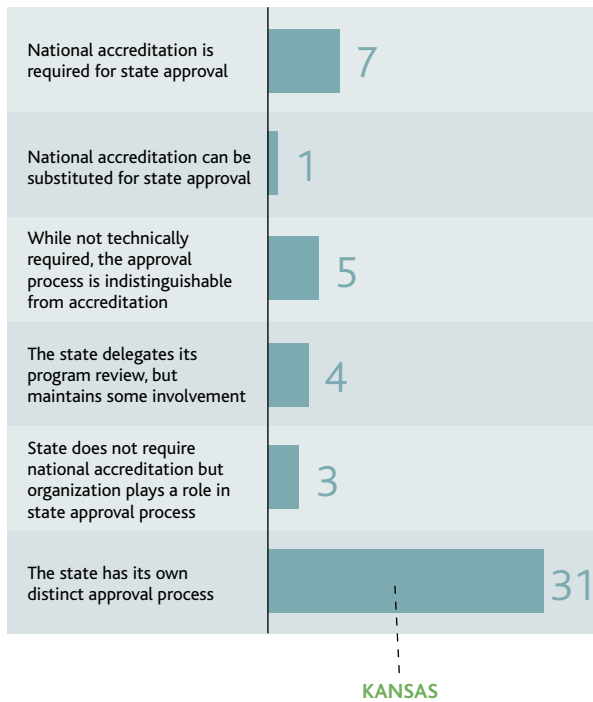 National accreditation is
required for state approval
7
National accreditation can be
substituted for state approval
1
While not technically
required, the approval
process is indistinguishable
from accreditation
5
The state delegates its
program review, but
maintains some involvement
4
State does not require
national accreditation but
organization plays a role in
state approval process
3
The state has its own
distinct approval process
31
KANSAS